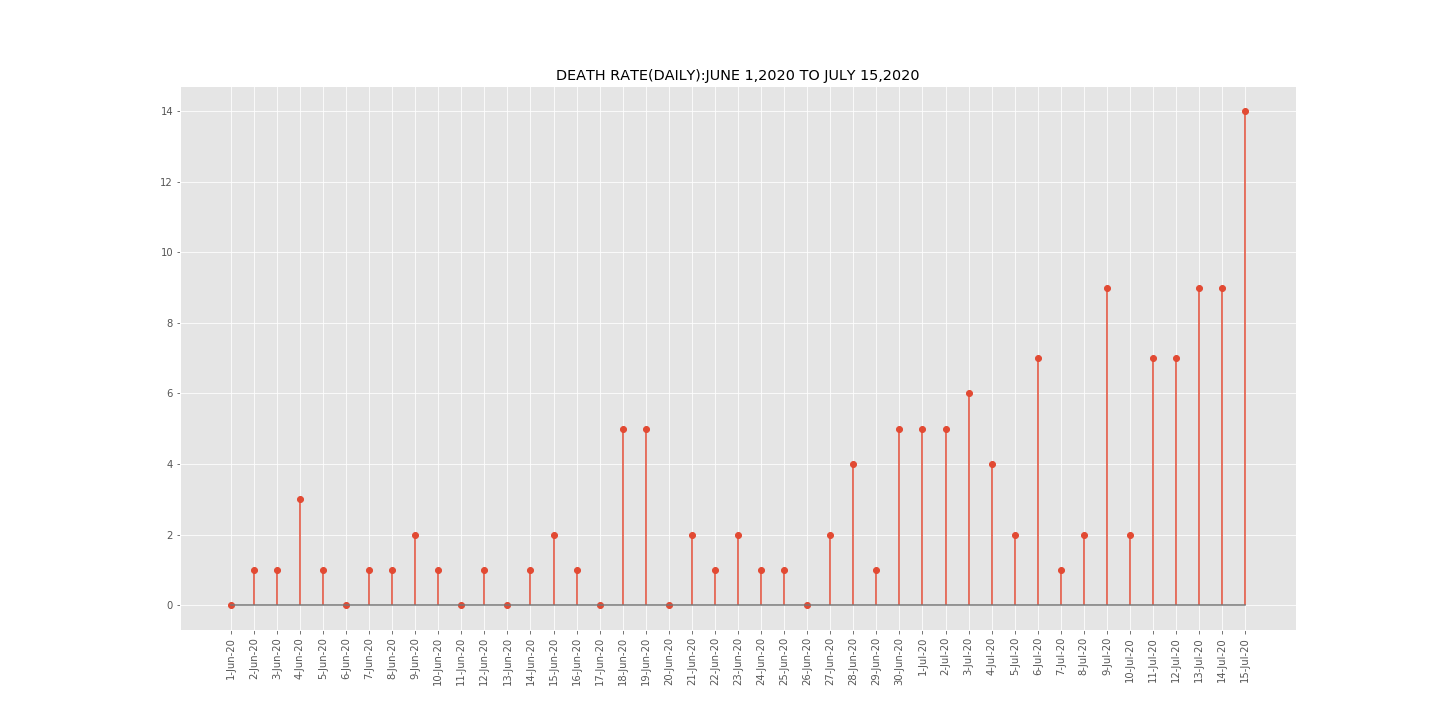 DEATH RATE(DAILY):JUNE 1,2020 TO JULY 15,2020
14
12
10
8
6
4
2
0
1-Jun-20
2-Jun-20
3-Jun-20
4-Jun-20
5-Jun-20
6-Jun-20
7-Jun-20
8-Jun-20
9-Jun-20
10-Jun-20
11-Jun-20
12-Jun-20
13-Jun-20
14-Jun-20
15-Jun-20
16-Jun-20
17-Jun-20
18-Jun-20
19-Jun-20
20-Jun-20
21-Jun-20
22-Jun-20
23-Jun-20
24-Jun-20
25-Jun-20
26-Jun-20
27-Jun-20
28-Jun-20
29-Jun-20
30-Jun-20
1-Jul-20
2-Jul-20
3-Jul-20
4-Jul-20
5-Jul-20
6-Jul-20
7-Jul-20
8-Jul-20
9-Jul-20
10-Jul-20
11-Jul-20
12-Jul-20
13-Jul-20
14-Jul-20
15-Jul-20